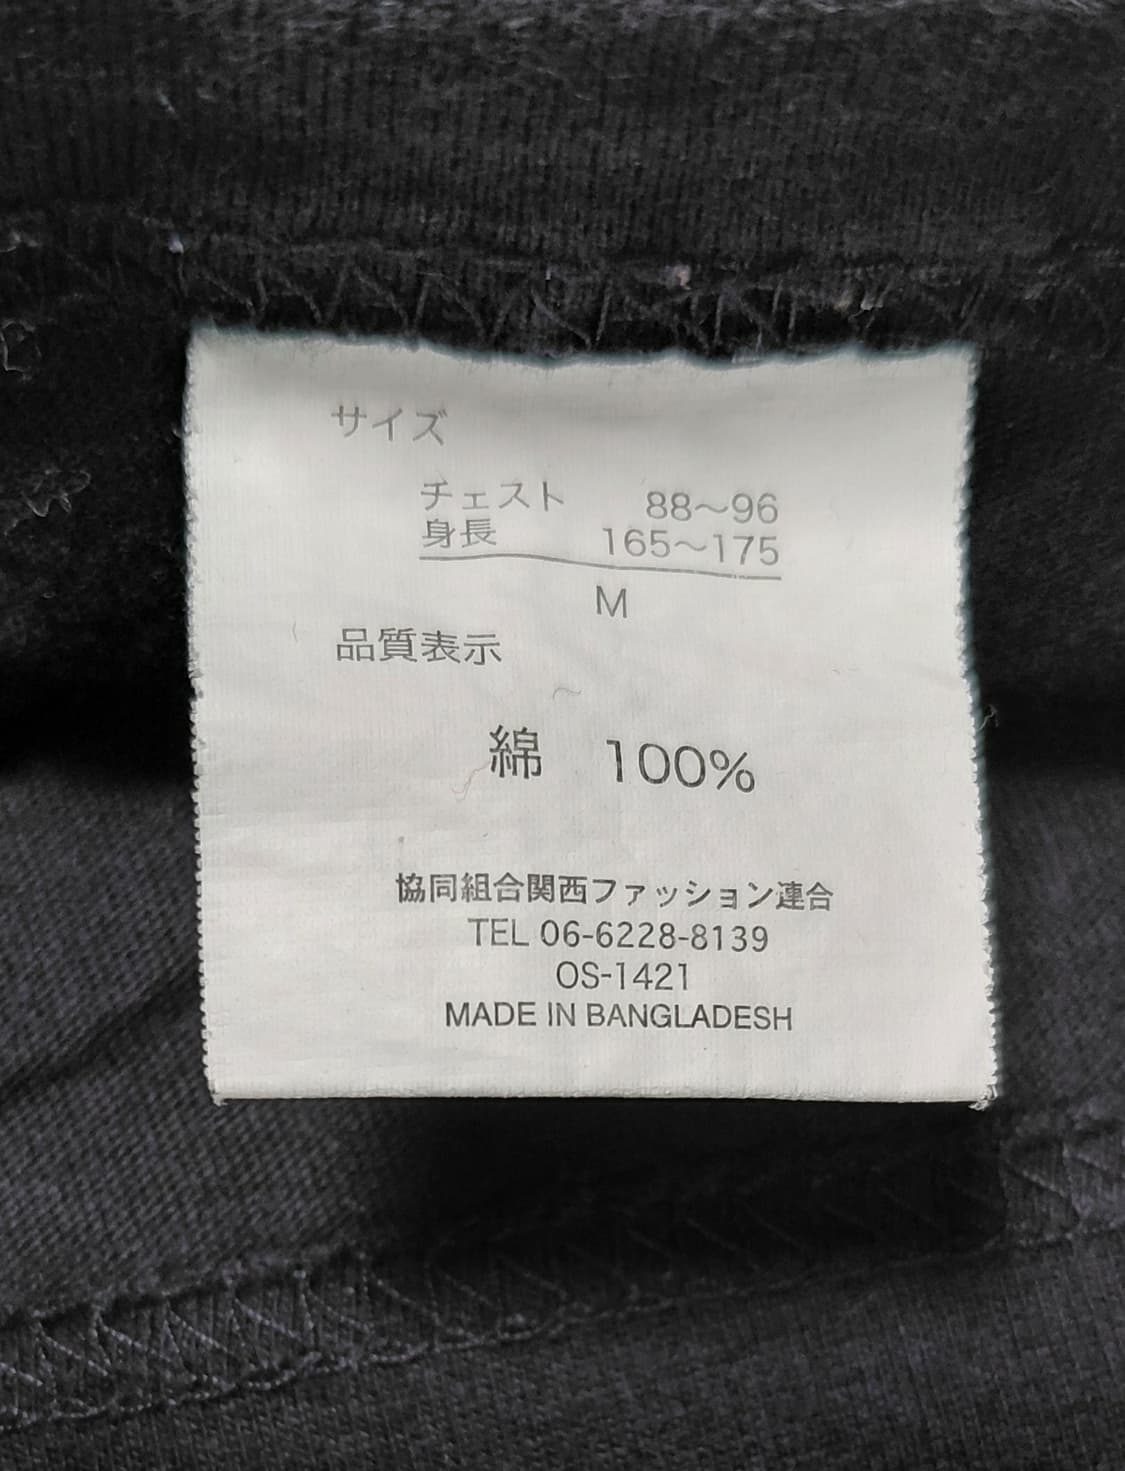 サイズ
チェスト 88～96
身長 165～175
M
品質表示
綿 100%
協同組合関西ファッション連合
TEL 06-6228-8139
OS-1421
MADE IN BANGLADESH